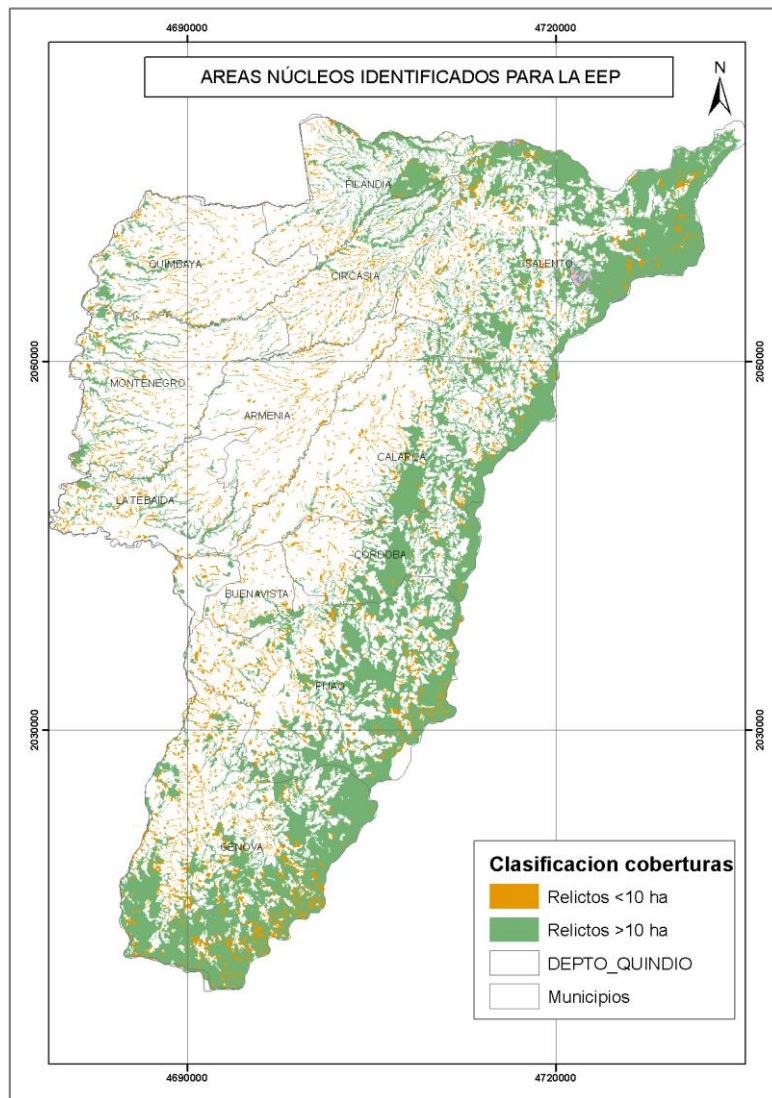 4690000
4720000
AREAS NÚCLEOS IDENTIFICADOS PARA LA EEP
N
FILANDIA
QUIMBAYA
SALENTO
CIRCASIA
2060000
2060000
MONTENEGRO
ARMENIA
CALARCA
LA TEBAIDA
CORDOBA
BUENAVISTA
PIJAO
2030000
2030000
GENOVA
Clasificacion coberturas
Relictos <10 ha
Relictos >10 ha
DEPTO_QUINDIO
Municipios
4690000
4720000